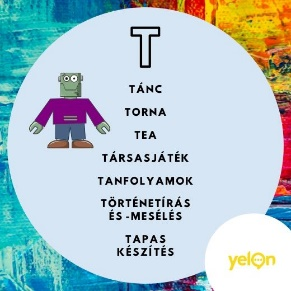 T
TÁNC
TORNA
TEA
TÁRSASJÁTÉK
TANFOLYAMOK
TÖRTÉNETÍRÁS
ÉS -MESÉLÉS
TAPAS
KÉSZÍTÉS
yelon